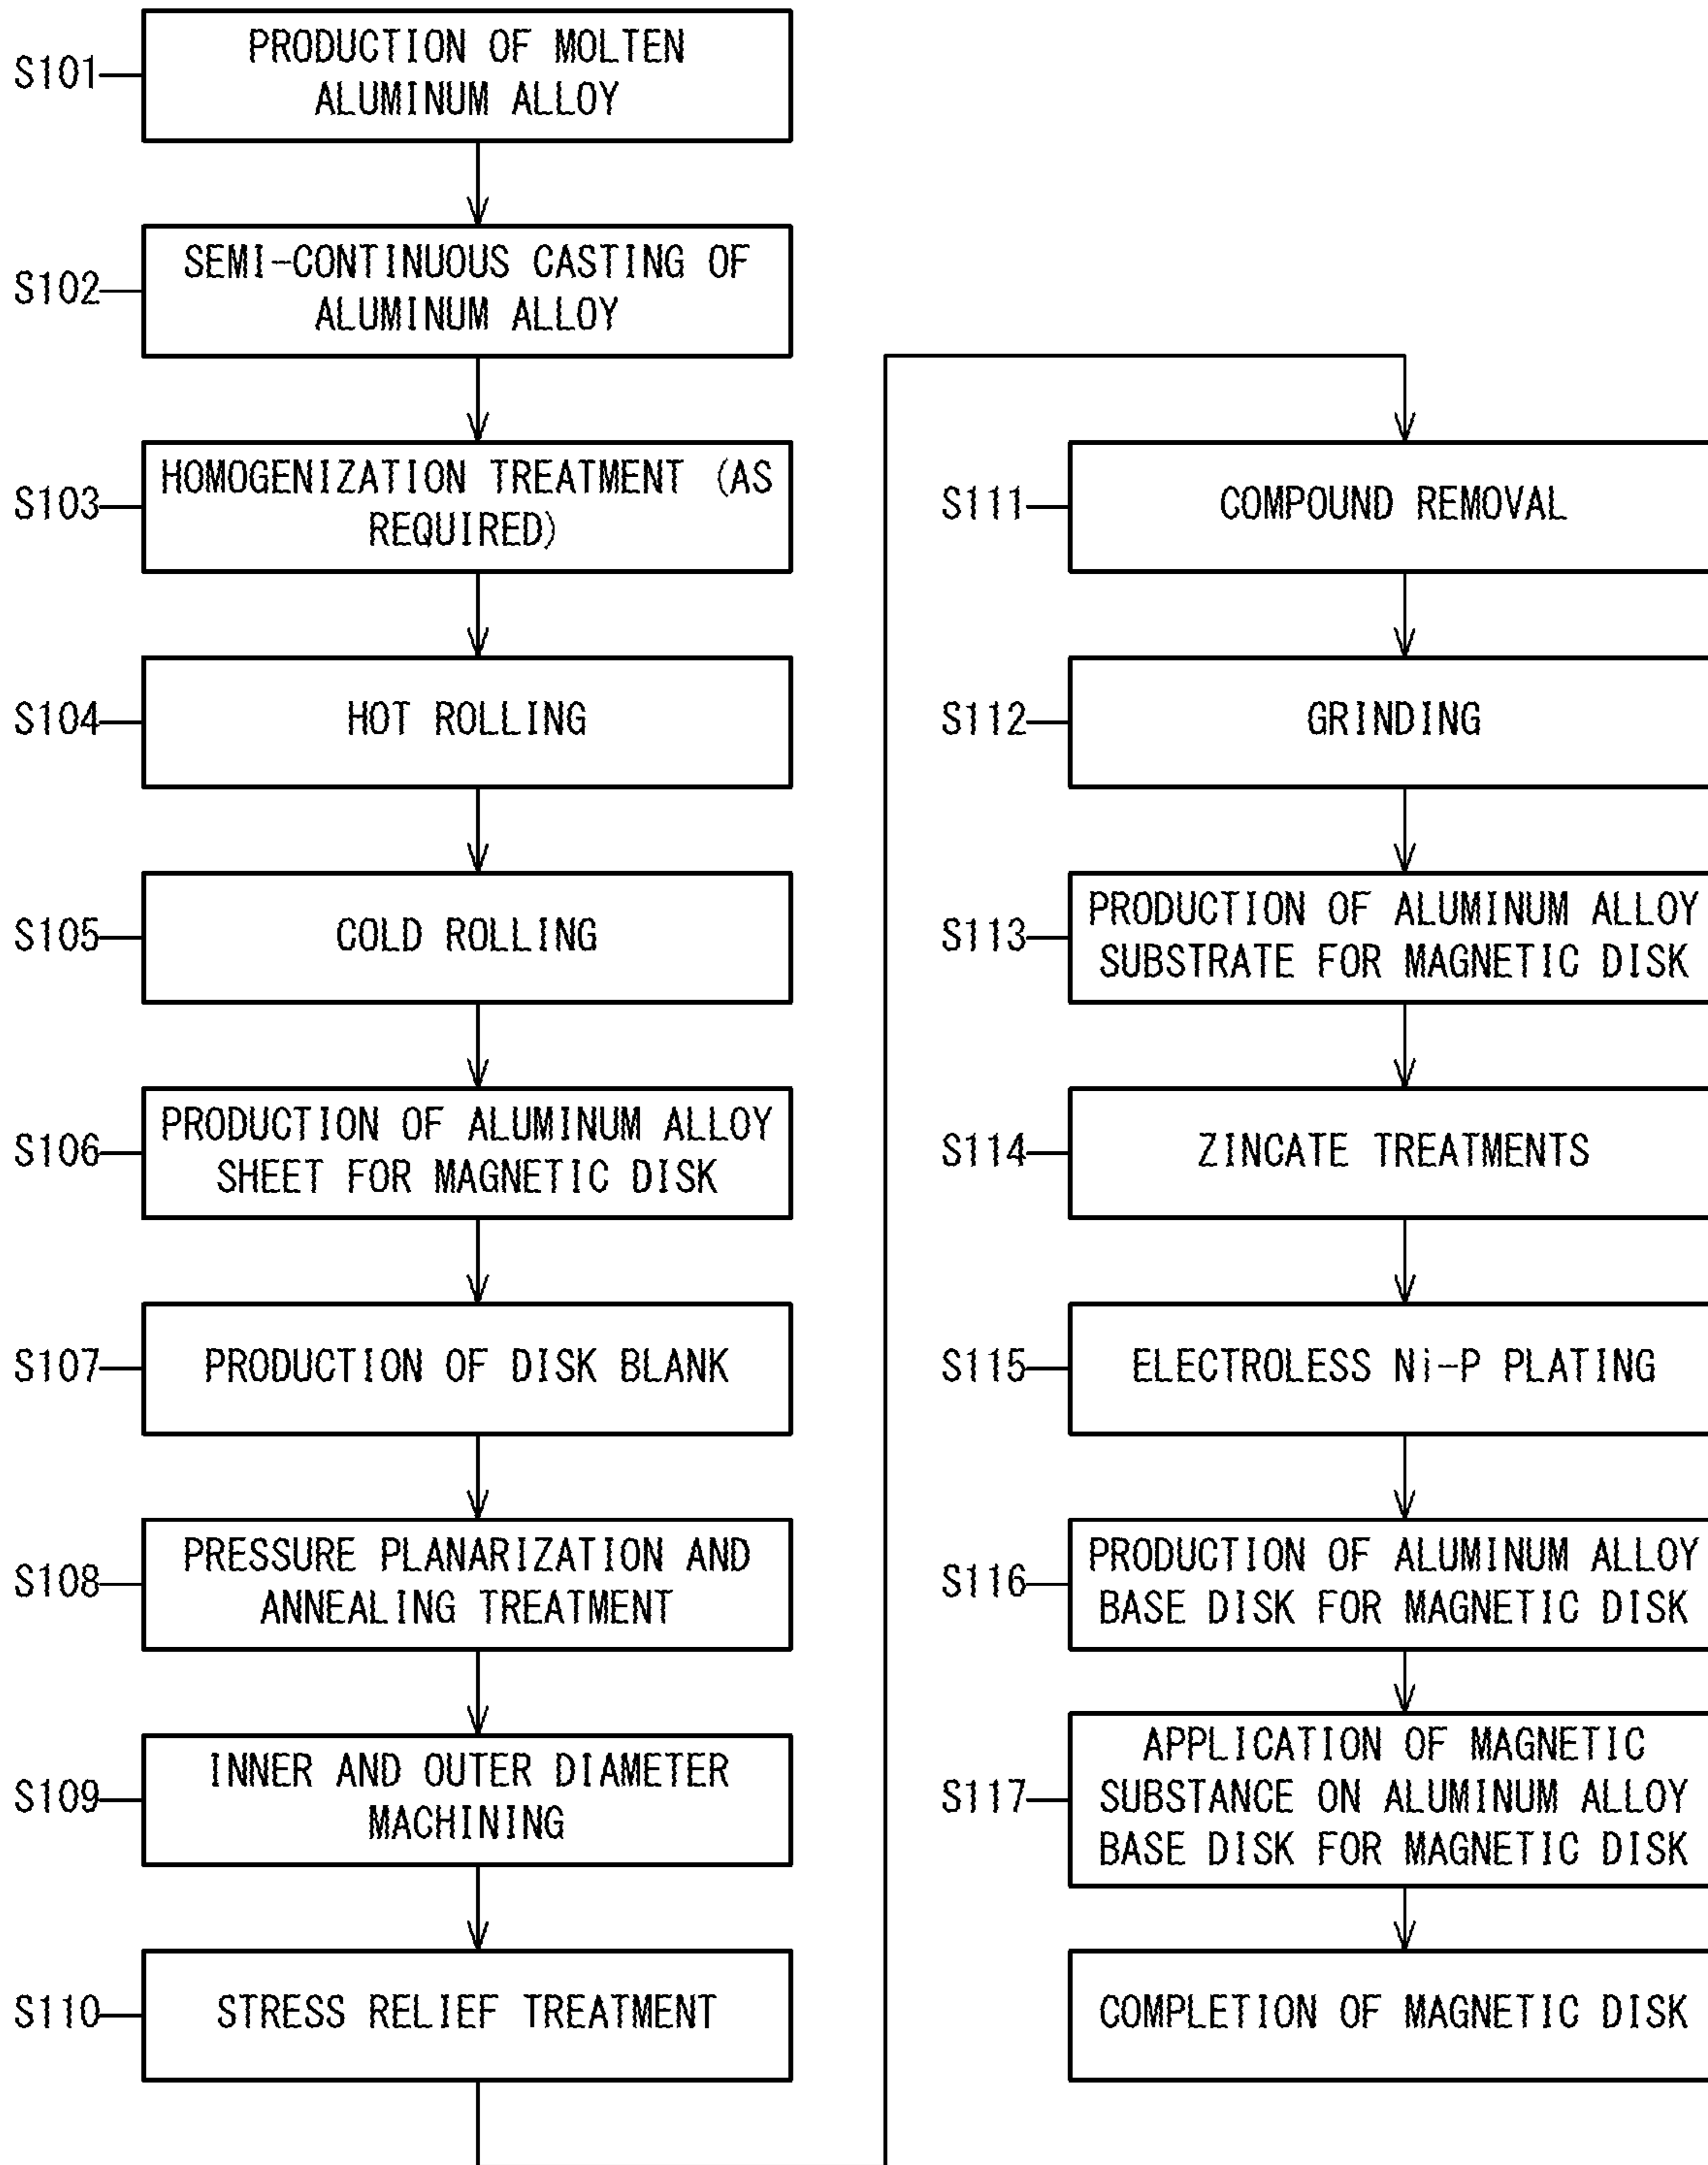 S101
PRODUCTION OF MOLTEN
ALUMINUM ALLOY
S102
SEMI-CONTINUOUS CASTING OF
ALUMINUM ALLOY
S103
HOMOGENIZATION TREATMENT (AS
REQUIRED)
S104
HOT ROLLING
S105
COLD ROLLING
S106
PRODUCTION OF ALUMINUM ALLOY
SHEET FOR MAGNETIC DISK
S107
PRODUCTION OF DISK BLANK
S108
PRESSURE PLANARIZATION AND
ANNEALING TREATMENT
S109
INNER AND OUTER DIAMETER
MACHINING
S110
STRESS RELIEF TREATMENT
S111
COMPOUND REMOVAL
S112
GRINDING
S113
PRODUCTION OF ALUMINUM ALLOY
SUBSTRATE FOR MAGNETIC DISK
S114
ZINCATE TREATMENTS
S115
ELECTROLESS Ni-P PLATING
S116
PRODUCTION OF ALUMINUM ALLOY
BASE DISK FOR MAGNETIC DISK
S117
APPLICATION OF MAGNETIC
SUBSTANCE ON ALUMINUM ALLOY
BASE DISK FOR MAGNETIC DISK
COMPLETION OF MAGNETIC DISK